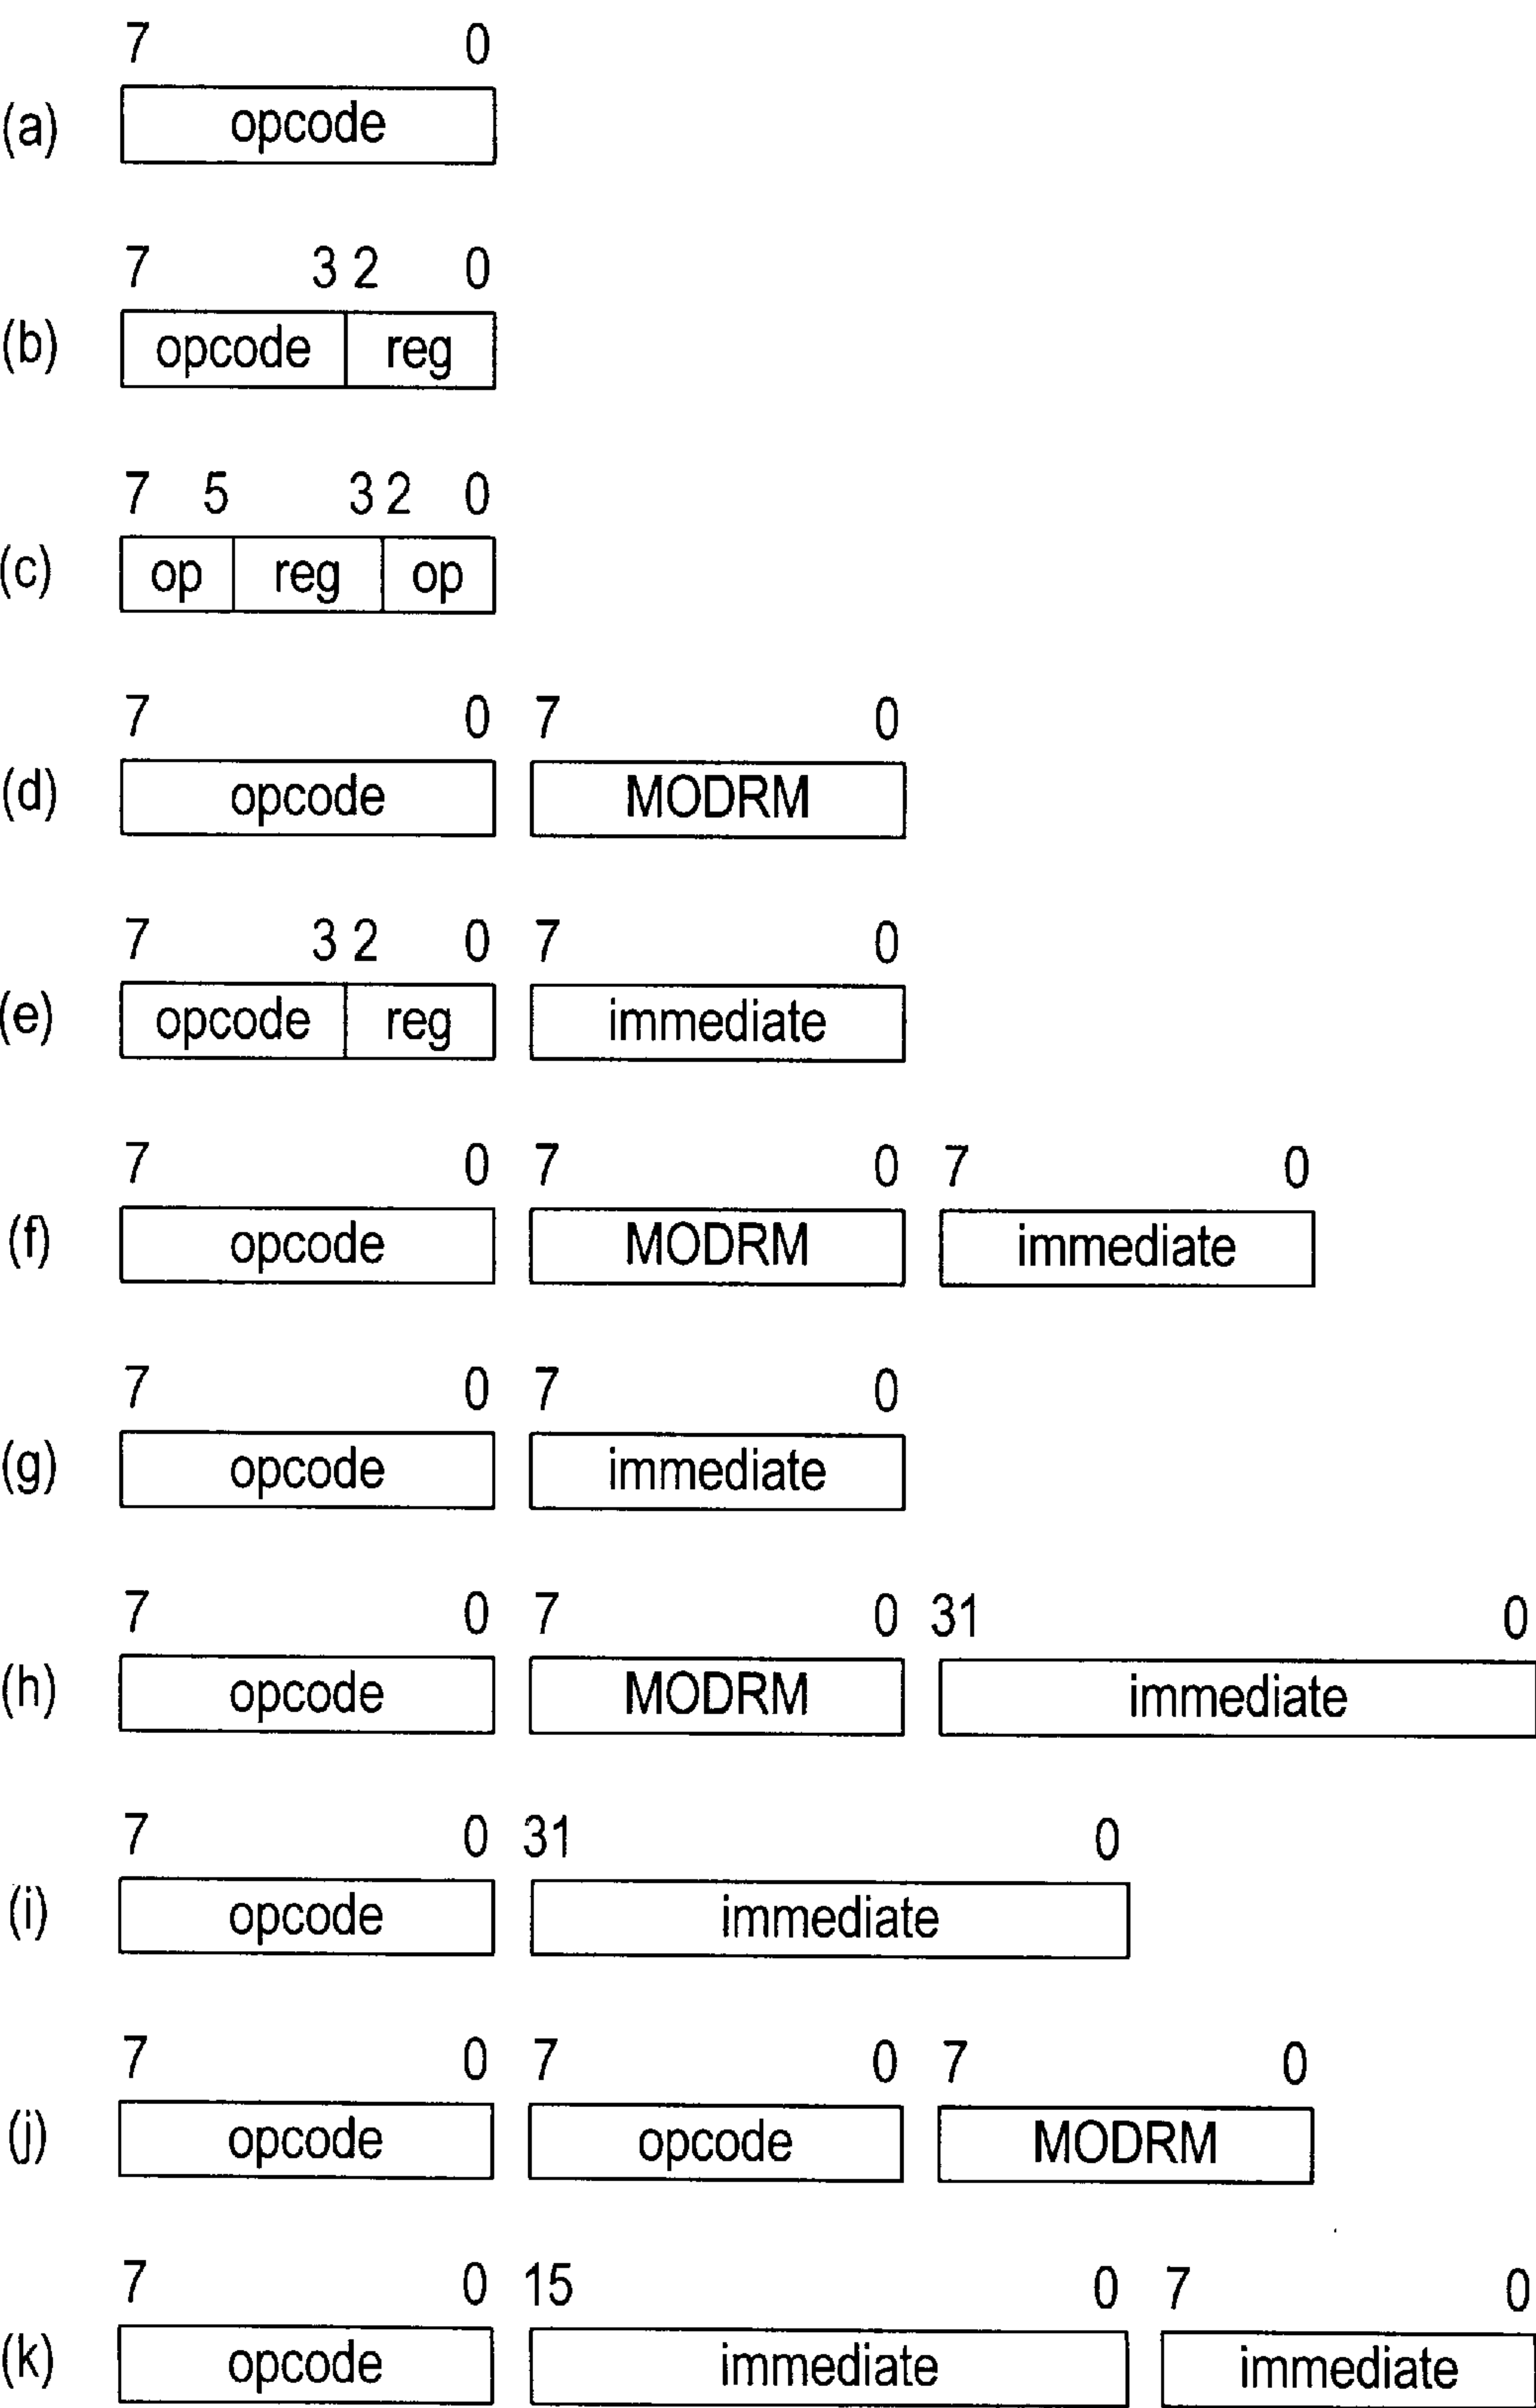 7 0
(a) opcode
7 3 2 0
(b) opcode reg
7 5 3 2 0
(c) op reg op
7 0 7 0
(d) opcode MODRM
7 3 2 0 7 0
(e) opcode reg immediate
7 0 7 0 7 0
(f) opcode MODRM immediate
7 0 7 0
(g) opcode immediate
7 0 7 0 31 0
(h) opcode MODRM immediate
7 0 31 0
(i) opcode immediate
7 0 7 0 7 0
(j) opcode opcode MODRM
7 0 15 0 7 0
(k) opcode immediate immediate